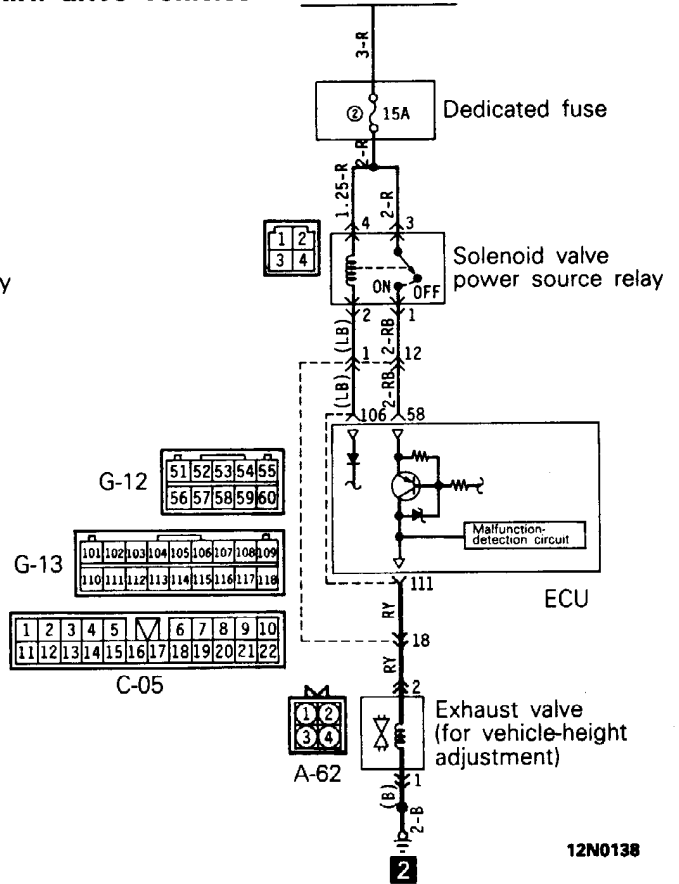 3-R
② 15A
Dedicated fuse
2-R
1.25-R
2-R
4
3
1 2
3 4
Solenoid valve
power source relay
y
ON
OFF
2
1
(LB)
2-RB
1
12
(LB)
2-RB
106
58
G-12
51 52 53 54 55
56 57 58 59 60
Malfunction-
detection circuit
G-13
101 102 103 104 105 106 107 108 109
110 111 112 113 114 115 116 117 118
111
ECU
RY
1 2 3 4 5 6 7 8 9 10
11 12 13 14 15 16 17 18 19 20 21 22
C-05
18
RY
2
1 2
3 4
A-62
Exhaust valve
(for vehicle-height
adjustment)
1
(B)
2-B
2
12N0138